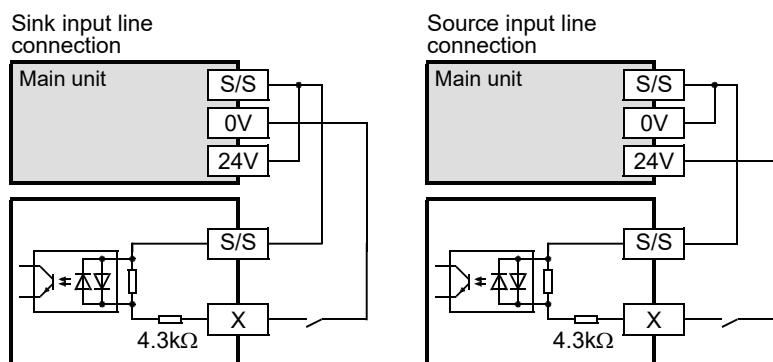 Sink input line
connection
Main unit
S/S
0V
24V
S/S
X
4.3kΩ
Source input line
connection
Main unit
S/S
0V
24V
S/S
X
4.3kΩ